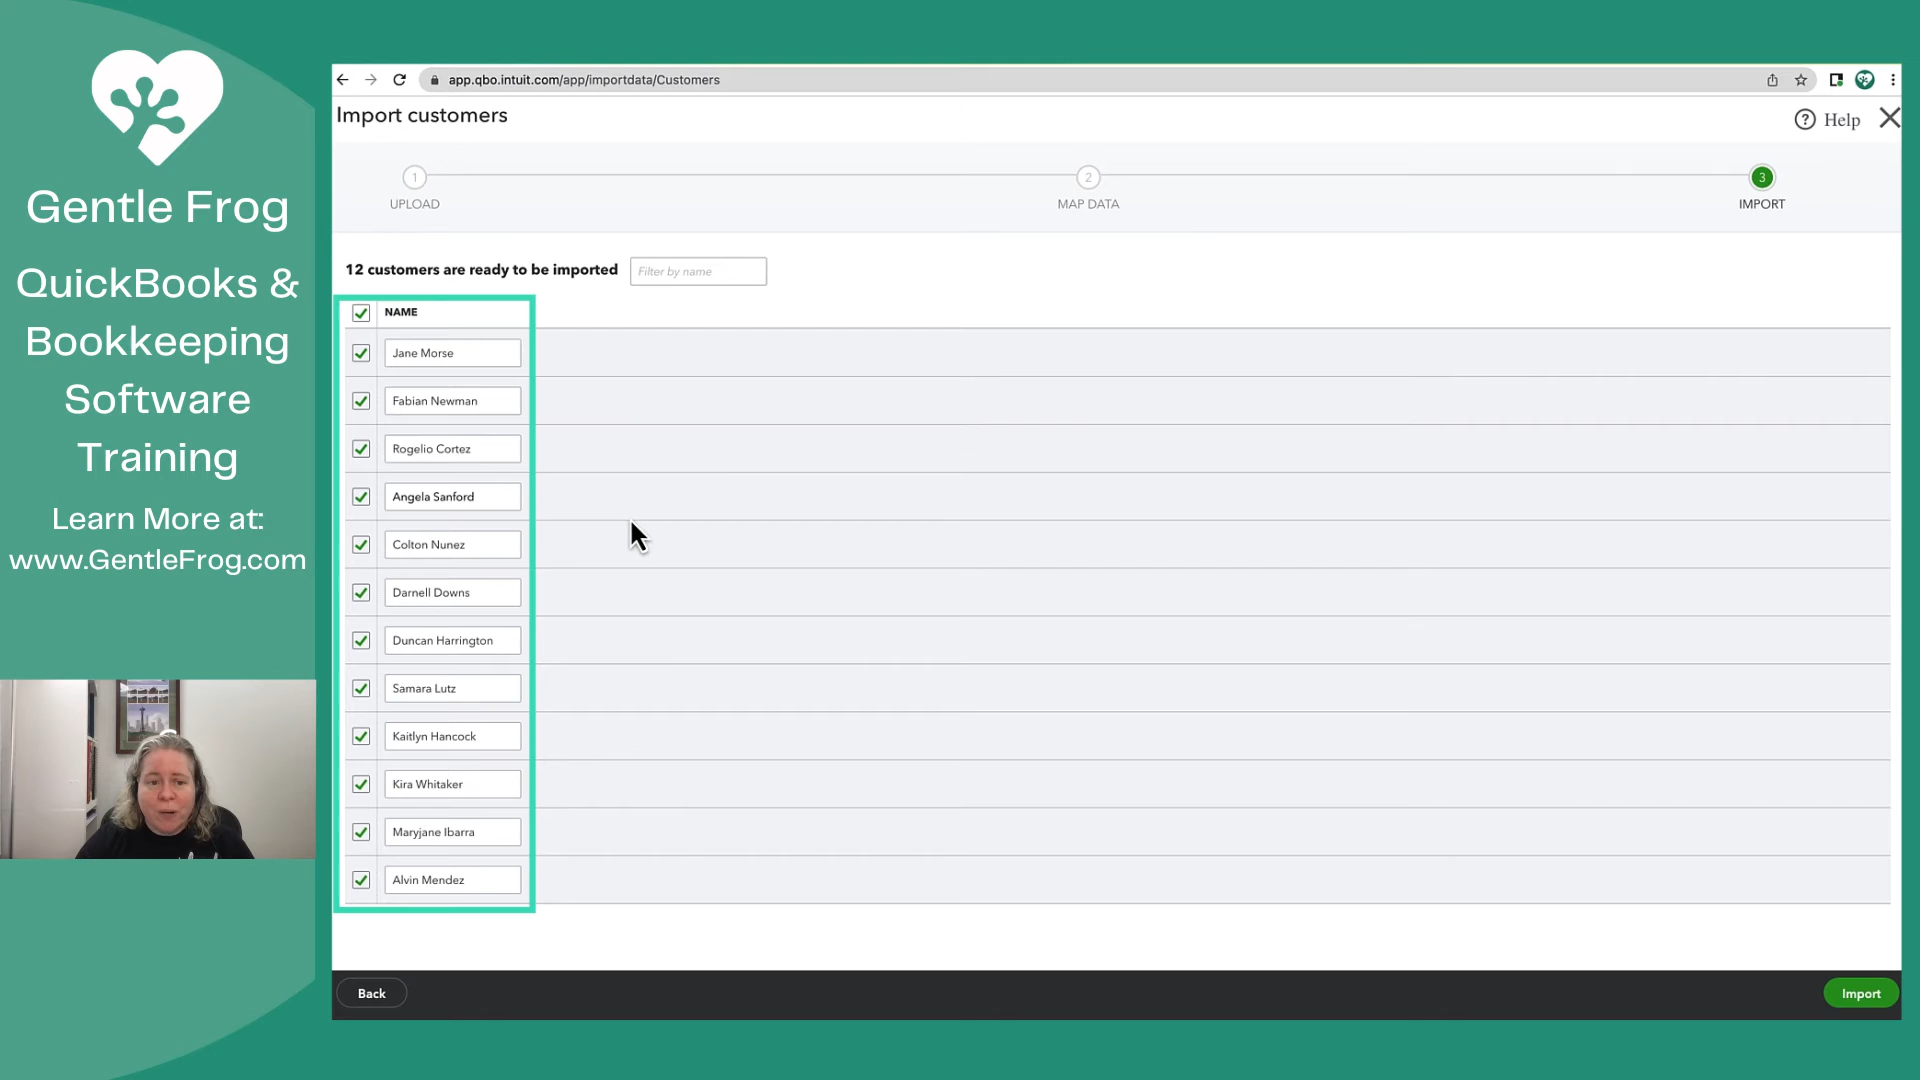 Gentle Frog
QuickBooks &
Bookkeeping
Software
Training
Learn More at:
www.GentleFrog.com
app.qbo.intuit.com/app/importdata/Customers
Import customers
? Help
1
2
3
UPLOAD
MAP DATA
IMPORT
12 customers are ready to be imported
Filter by name
NAME
Jane Morse
Fabian Newman
Rogelio Cortez
Angela Sanford
Colton Nunez
Darnell Downs
Duncan Harrington
Samara Lutz
Kaitlyn Hancock
Kira Whitaker
Maryjane Ibarra
Alvin Mendez
Back
Import